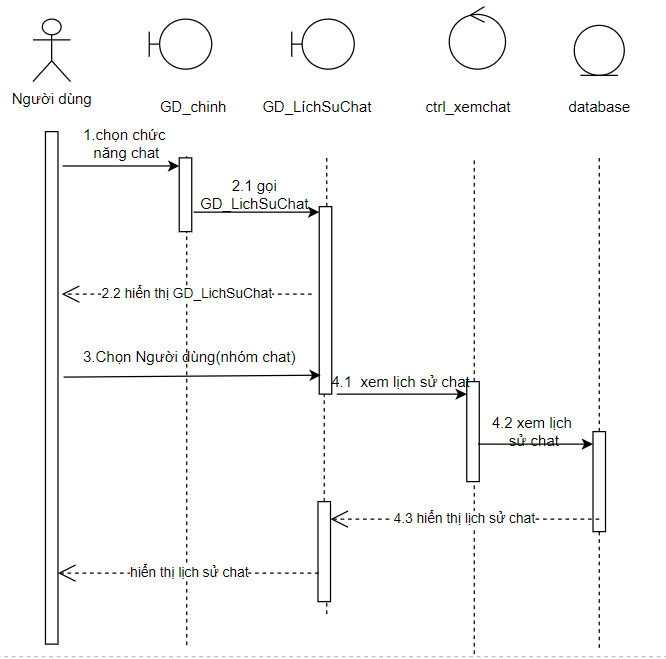 Người dùng
GD_chinh
GD_LíchSuChat
ctrl_xemchat
database
1.chọn chức
năng chat
2.1 gọi
GD_LichSuChat
2.2 hiển thị GD_LichSuChat
3.Chọn Người dùng(nhóm chat)
4.1 xem lịch sử chat
4.2 xem lịch
sử chat
4.3 hiển thị lịch sử chat
hiển thị lịch sử chat